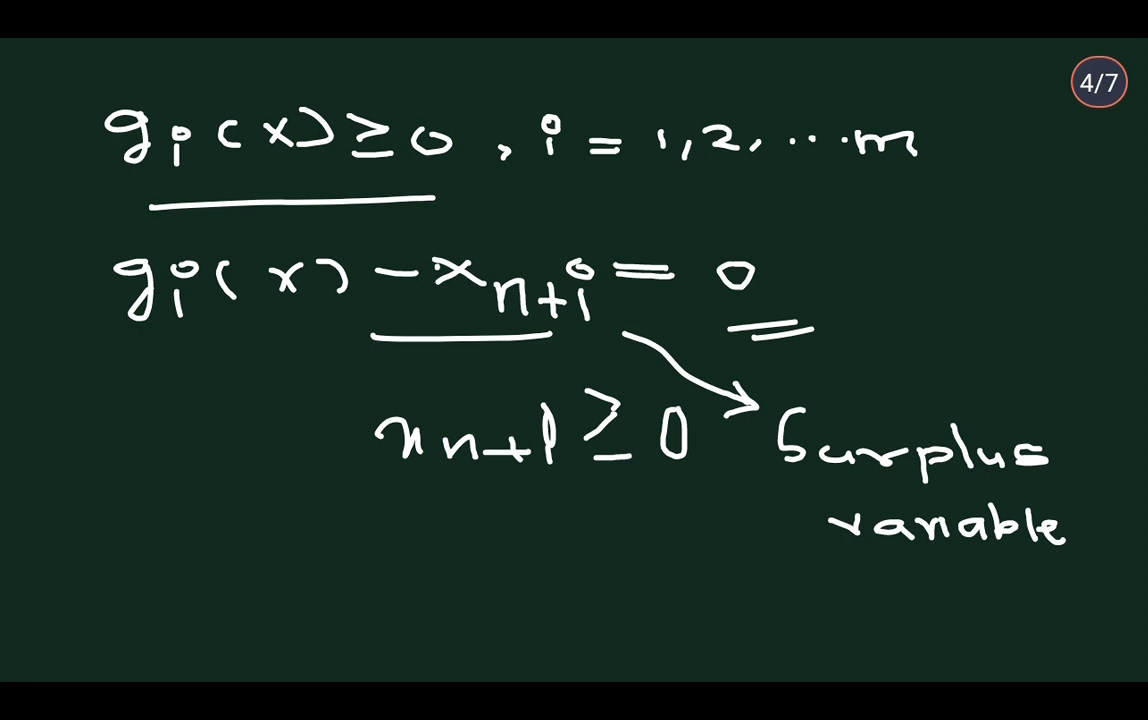 4/7
gi(x) ≥ 0, i = 1, 2, ...m
gi(x) - xn+i = 0
xn+1 ≥ 0 Surplus
variable